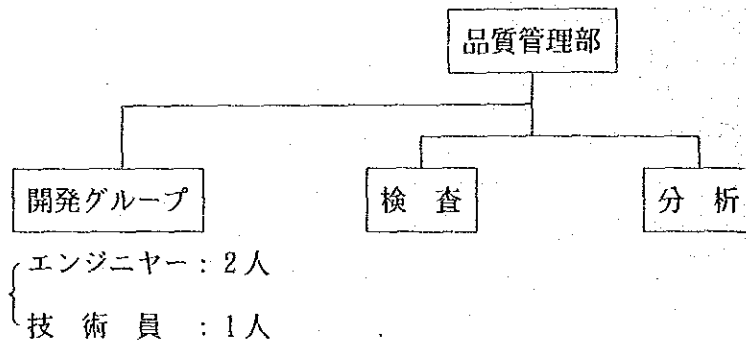 品質管理部
開発グループ
検 査
分 析
エンジニヤー : 2人
技 術 員 : 1人